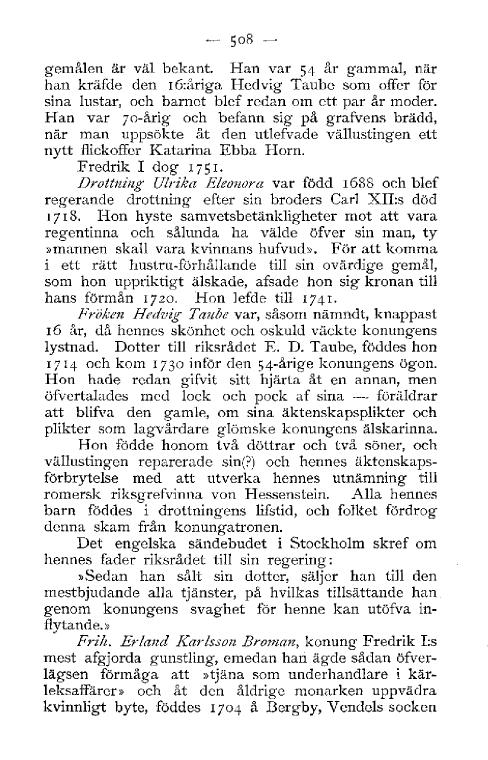 — 508 —
gemålen är väl bekant. Han var 54 år gammal, när
han kräfde den 16:åriga Hedvig Taube som offer för
sina lustar, och barnet blef redan om ett par år moder.
Han var 70-årig och befann sig på grafvens brädd,
när man uppsökte åt den utlefvade vällustingen ett
nytt flickoffer Katarina Ebba Horn.
Fredrik I dog 1751.
Drottning Ulrika Eleonora var född 1688 och blef
regerande drottning efter sin broders Carl XII:s död
1718. Hon hyste samvetsbetänkligheter mot att vara
regentinna och sålunda ha välde öfver sin man, ty
»mannen skall vara kvinnans hufvud». För att komma
i ett rätt hustru-förhållande till sin ovärdige gemål,
som hon uppriktigt älskade, afsade hon sig kronan till
hans förmån 1720. Hon lefde till 1741.
Fröken Hedvig Taube var, såsom nämndt, knappast
16 år, då hennes skönhet och oskuld väckte konungens
lystnad. Dotter till riksrådet E. D. Taube, föddes hon
1714 och kom 1730 inför den 54-årige konungens ögon.
Hon hade redan gifvit sitt hjärta åt en annan, men
öfvertalades med lock och pock af sina — föräldrar
att blifva den gamle, om sina äktenskapsplikter och
plikter som lagvårdare glömske konungens älskarinna.
Hon födde honom två döttrar och två söner, och
vällustingen reparerade sin(?) och hennes äktenskaps-
förbrytelse med att utverka hennes utnämning till
romersk riksgrefvinna von Hessenstein. Alla hennes
barn föddes i drottningens lifstid, och folket fördrog
denna skam från konungatronen.
Det engelska sändebudet i Stockholm skref om
hennes fader riksrådet till sin regering:
»Sedan han sålt sin dotter, säljer han till den
mestbjudande alla tjänster, på hvilkas tillsättande han
genom konungens svaghet för henne kan utöfva in-
flytande.»
Frih. Erland Karlsson Broman, konung Fredrik I:s
mest afgjorda gunstling, emedan han ägde sådan öfver-
lägsen förmåga att »tjäna som underhandlare i kär-
leksaffärer» och åt den åldrige monarken uppvädra
kvinnligt byte, föddes 1704 å Bergby, Vendels socken